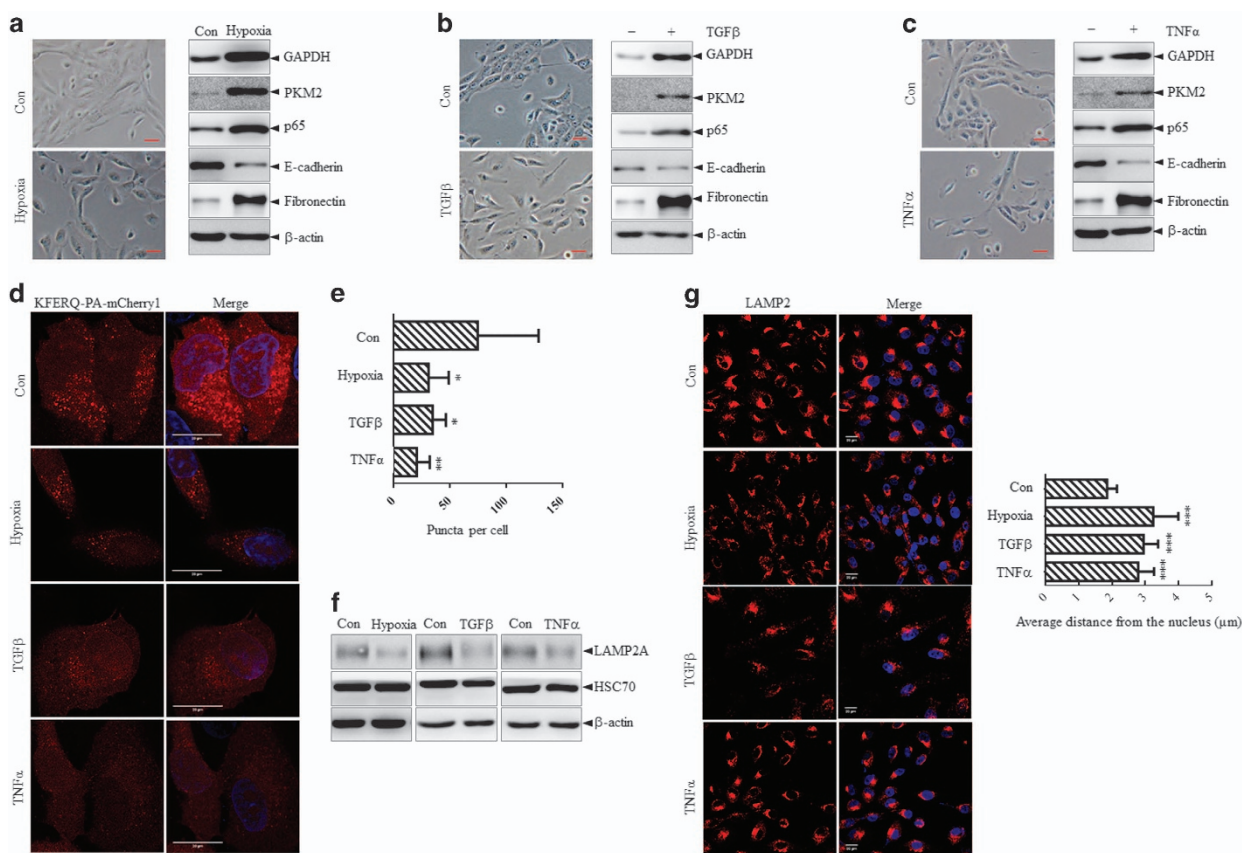 a
Con Hypoxia
Con
Hypoxia
GAPDH
PKM2
p65
E-cadherin
Fibronectin
β-actin
b
TGFβ
− +
Con
TGFβ
GAPDH
PKM2
p65
E-cadherin
Fibronectin
β-actin
c
TNFα
− +
Con
TNFα
GAPDH
PKM2
p65
E-cadherin
Fibronectin
β-actin
d
KFERQ-PA-mCherry1 Merge
Con
Hypoxia
TGFβ
TNFα
e
Con
Hypoxia *
TGFβ *
TNFα **
0 50 100 150
Puncta per cell
f
Con Hypoxia Con TGFβ Con TNFα
LAMP2A
HSC70
β-actin
g
LAMP2 Merge
Con
Hypoxia
TGFβ
TNFα
Con
Hypoxia ***
TGFβ ***
TNFα ***
0 1 2 3 4 5
Average distance from the nucleus (µm)